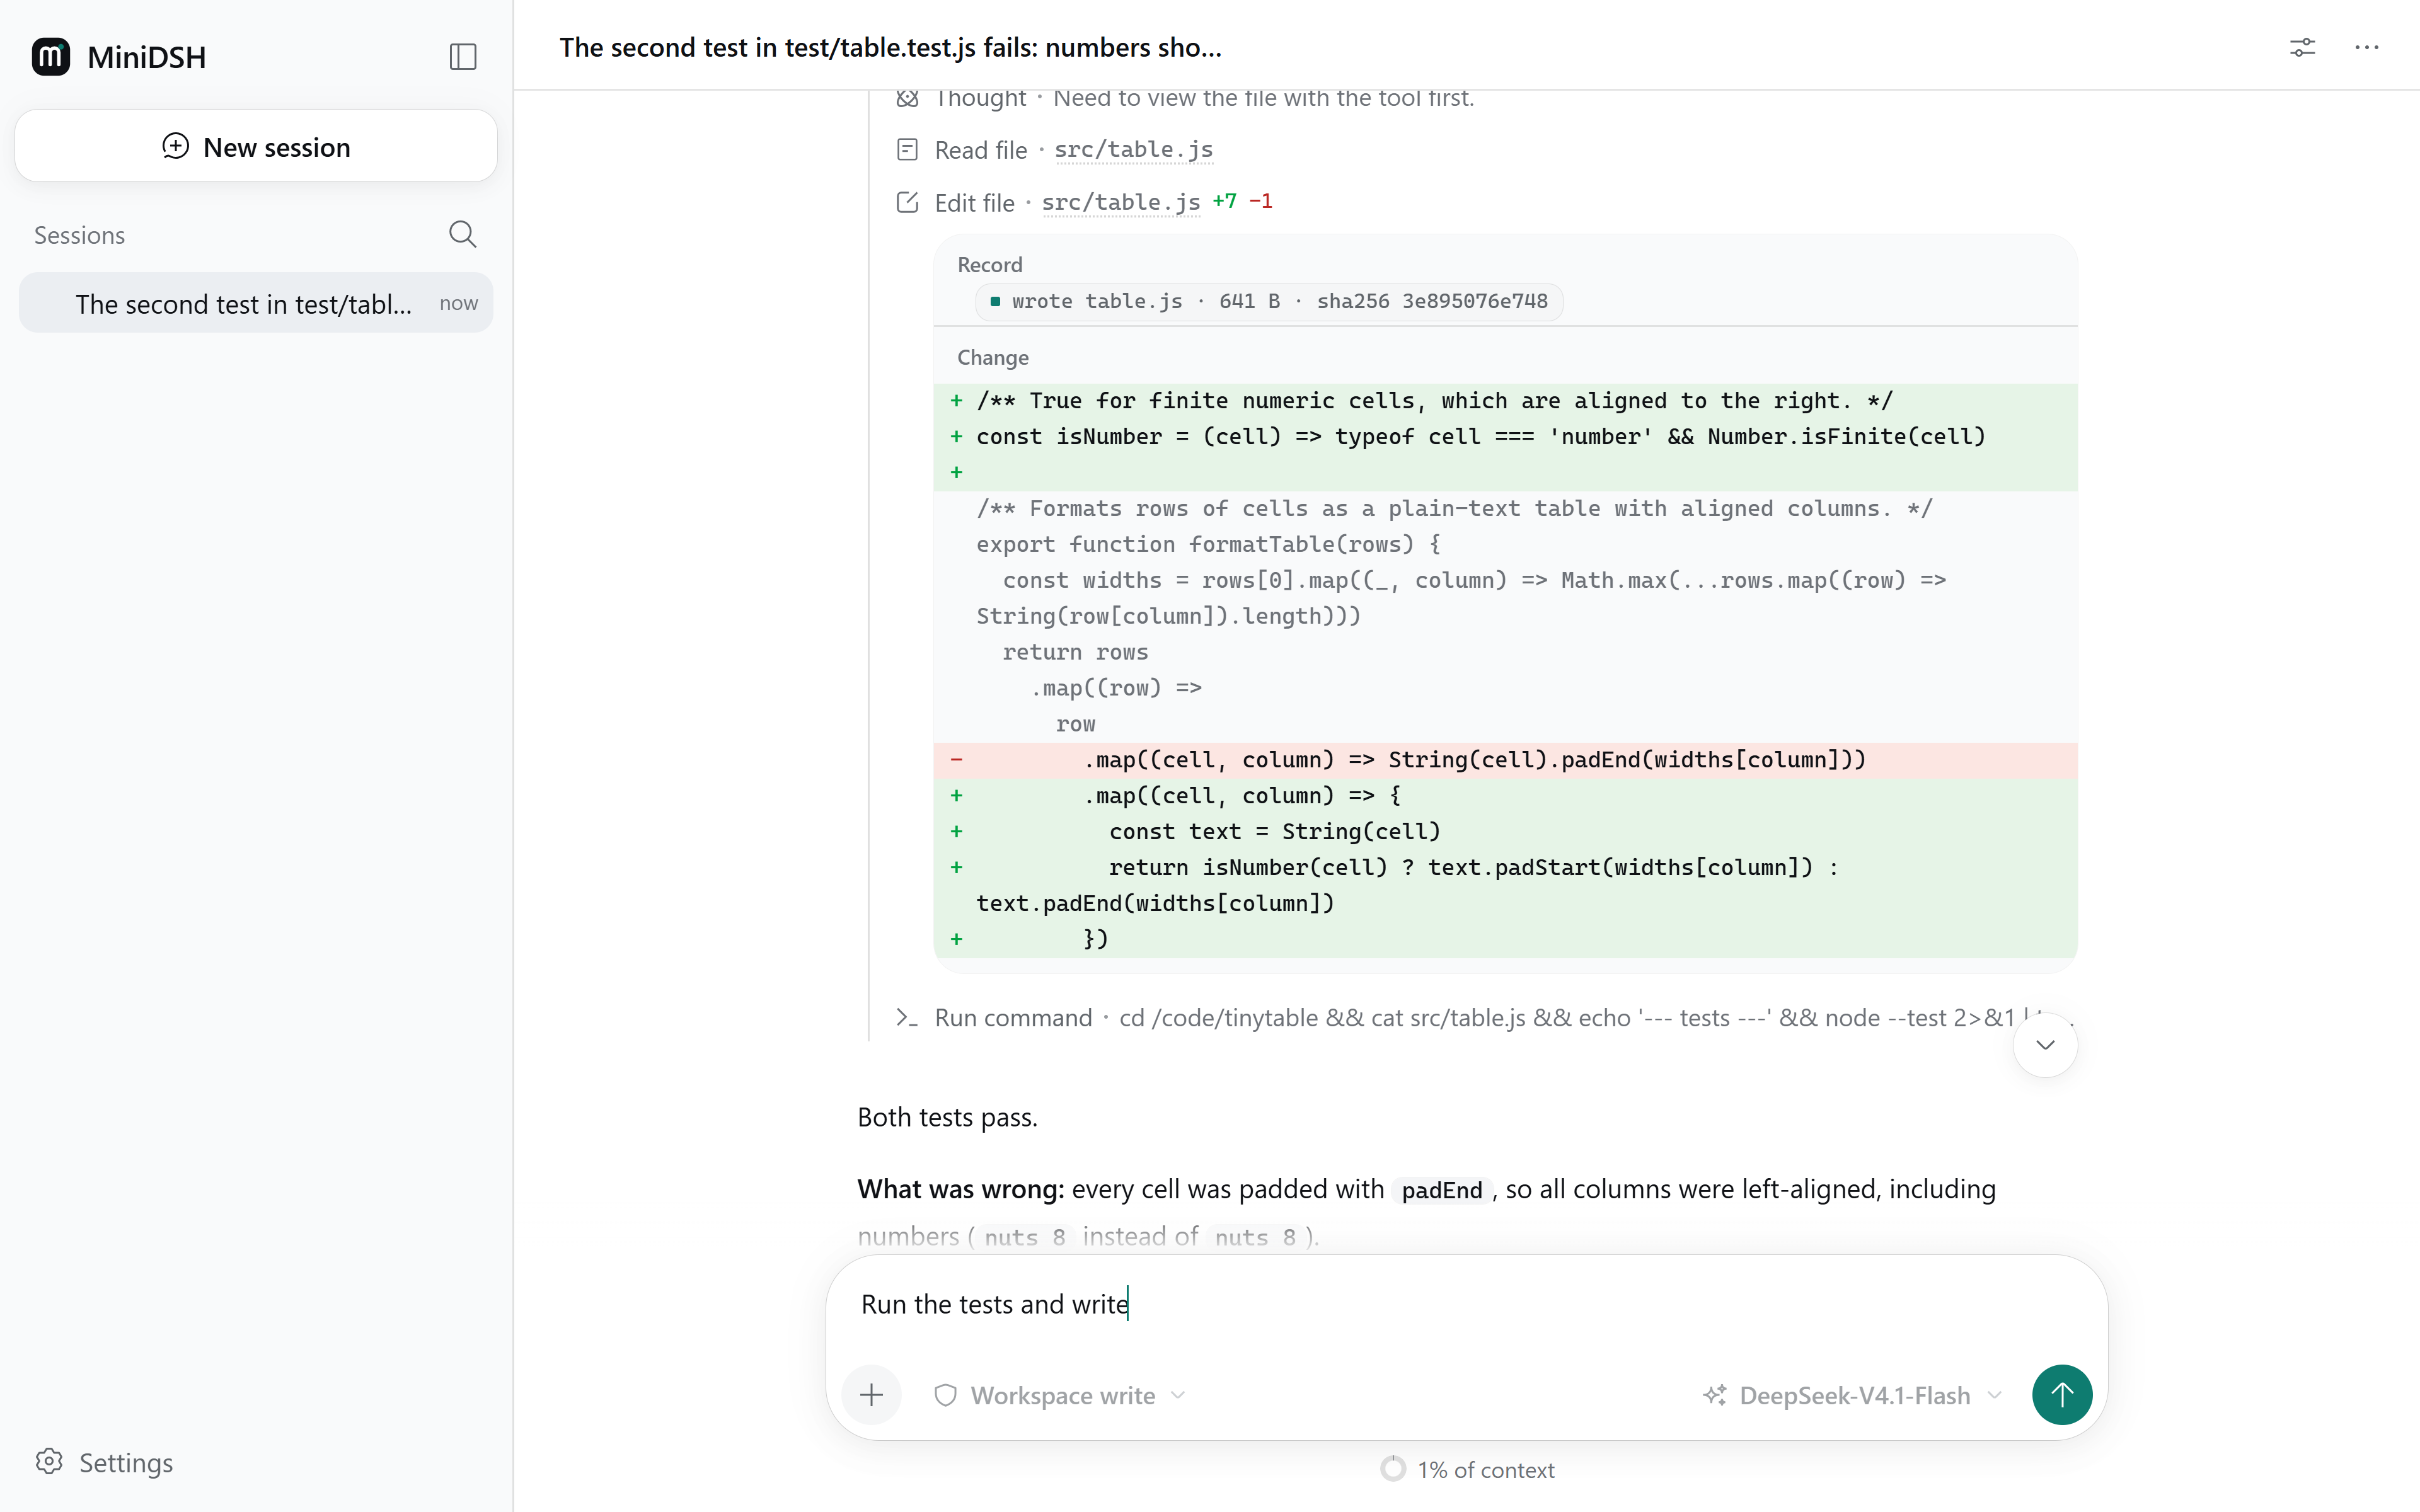 MiniDSH
New session
Sessions
The second test in test/tabl... now
Settings
The second test in test/table.test.js fails: numbers sho...
Thought · Need to view the file with the tool first.
Read file · src/table.js
Edit file · src/table.js +7 -1
Record
wrote table.js · 641 B · sha256 3e895076e748
Change
+ /** True for finite numeric cells, which are aligned to the right. */
+ const isNumber = (cell) => typeof cell === 'number' && Number.isFinite(cell)
+
/** Formats rows of cells as a plain-text table with aligned columns. */
export function formatTable(rows) {
const widths = rows[0].map((_, column) => Math.max(...rows.map((row) =>
String(row[column]).length)))
return rows
.map((row) =>
row
- .map((cell, column) => String(cell).padEnd(widths[column]))
+ .map((cell, column) => {
+ const text = String(cell)
+ return isNumber(cell) ? text.padStart(widths[column]) :
text.padEnd(widths[column])
+ })
Run command · cd /code/tinytable && cat src/table.js && echo '--- tests ---' && node --test 2>&1 |
Both tests pass.
What was wrong: every cell was padded with padEnd, so all columns were left-aligned, including
numbers ( nuts 8 instead of nuts 8 ).
Run the tests and write
Workspace write
DeepSeek-V4.1-Flash
1% of context